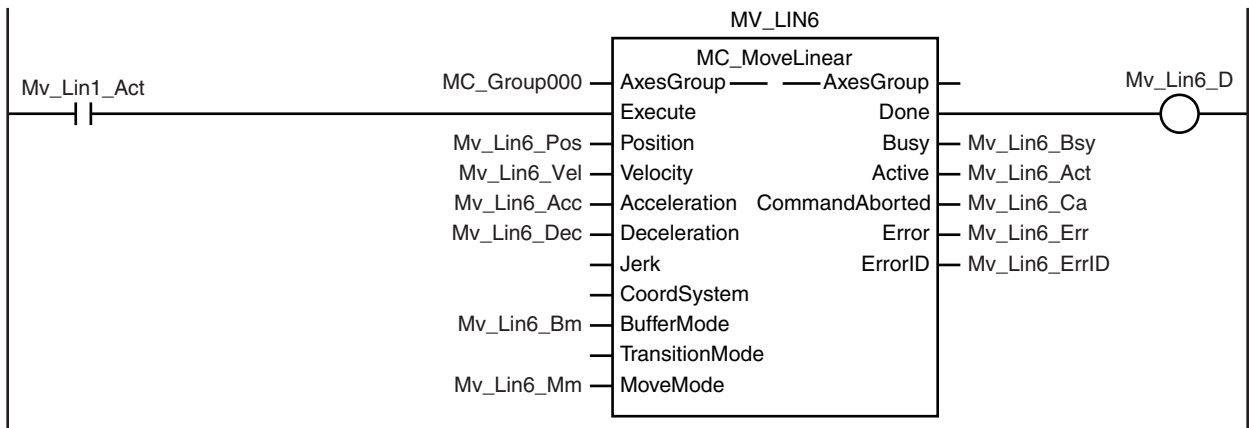 MV_LIN6
MC_MoveLinear
Mv_Lin1_Act
MC_Group000 AxesGroup AxesGroup
Mv_Lin6_D
Execute Done
Mv_Lin6_Pos Position Busy Mv_Lin6_Bsy
Mv_Lin6_Vel Velocity Active Mv_Lin6_Act
Mv_Lin6_Acc Acceleration CommandAborted Mv_Lin6_Ca
Mv_Lin6_Dec Deceleration Error Mv_Lin6_Err
Jerk ErrorID Mv_Lin6_ErrID
CoordSystem
Mv_Lin6_Bm BufferMode
TransitionMode
Mv_Lin6_Mm MoveMode